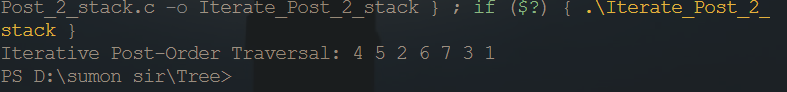 Post_2_stack.c -o Iterate_Post_2_stack } ; if ($?) { .\Iterate_Post_2_
stack }
Iterative Post-Order Traversal: 4 5 2 6 7 3 1
PS D:\sumon sir\Tree>